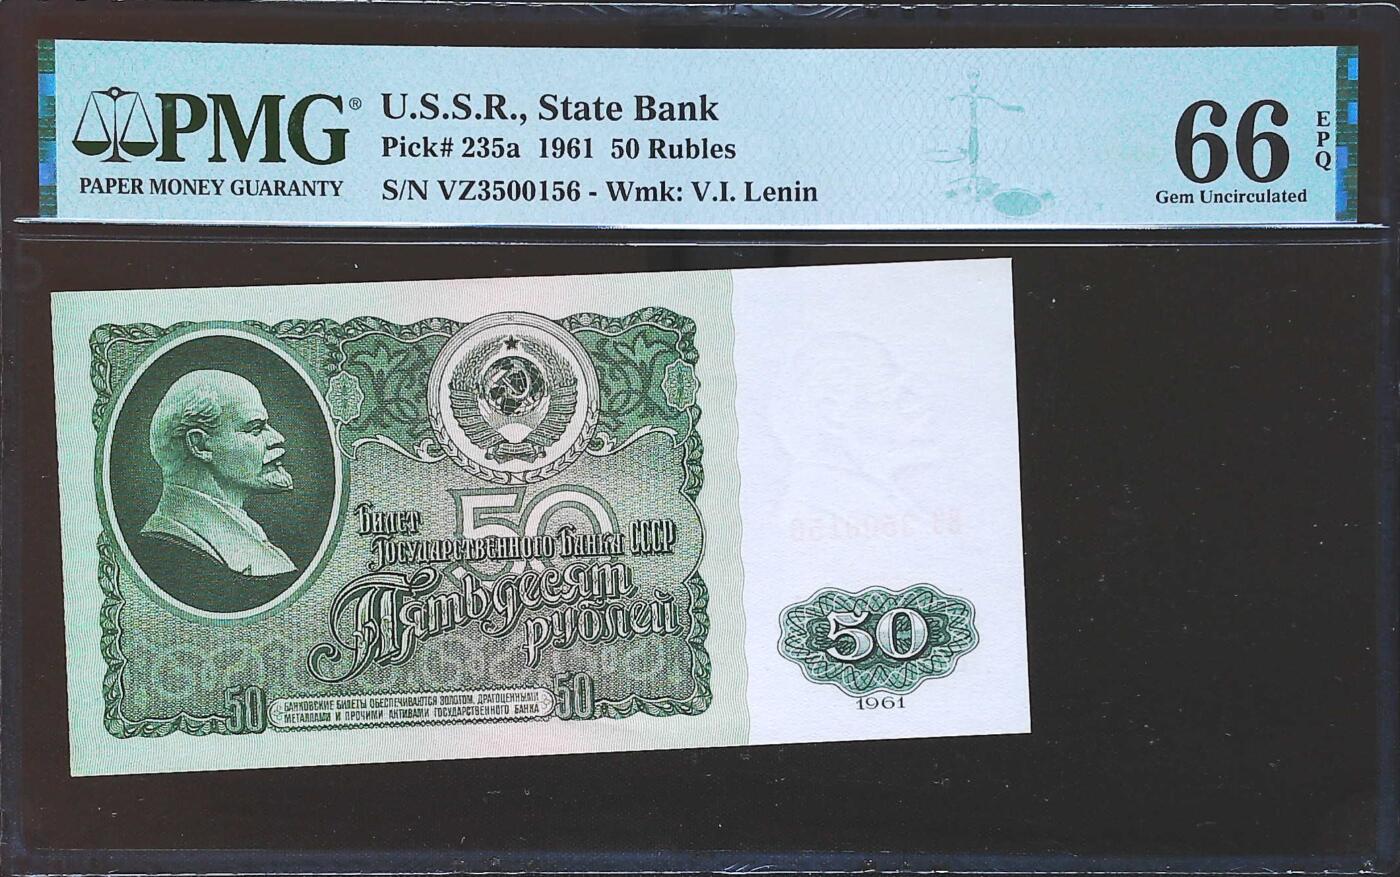 PMG®
PAPER MONEY GUARANTY
U.S.S.R., State Bank
Pick# 235a 1961 50 Rubles
S/N VZ3500156 - Wmk: V.I. Lenin
66
EPQ
Gem Uncirculated
50
Билет
Государственного Банка СССР
Пятьдесят
рублей
50
БАНКОВСКИЕ БИЛЕТЫ ОБЕСПЕЧИВАЮТСЯ ЗОЛОТОМ, ДРАГОЦЕННЫМИ
МЕТАЛЛАМИ И ПРОЧИМИ АКТИВАМИ ГОСУДАРСТВЕННОГО БАНКА
50
50
1961